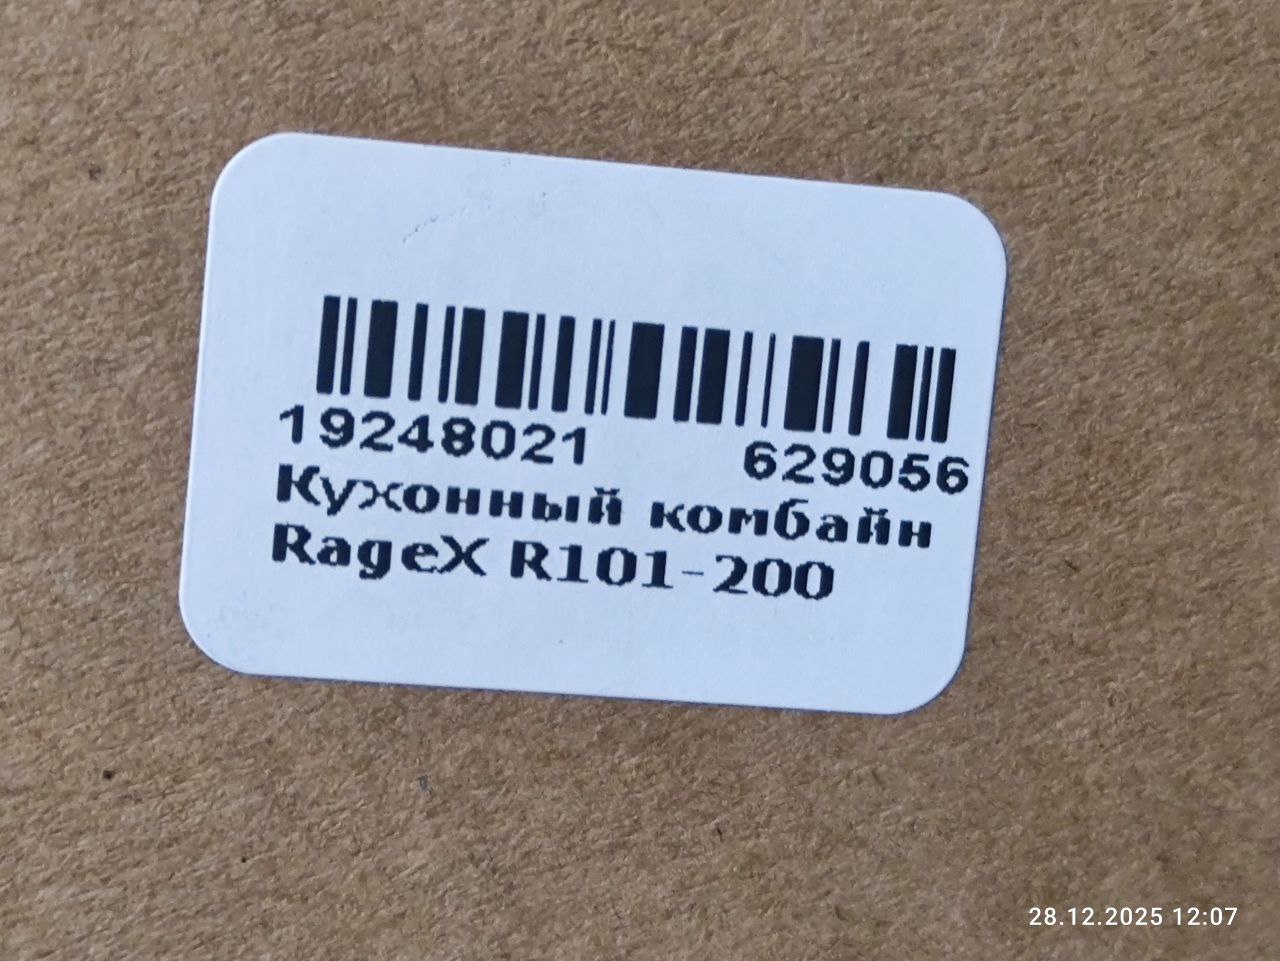 19248021 629056
Кухонный комбайн
RageX R101-200
28.12.2025 12:07